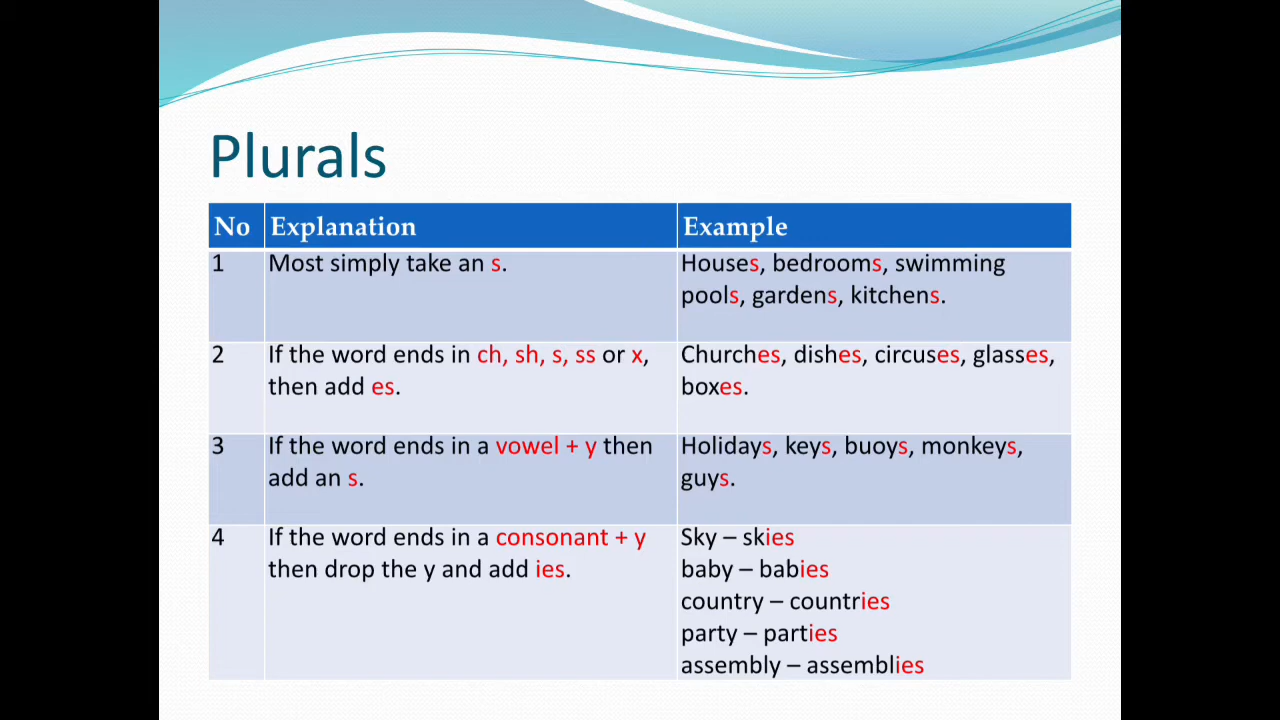 Plurals
No Explanation Example
1 Most simply take an s. Houses, bedrooms, swimming
pools, gardens, kitchens.
2 If the word ends in ch, sh, s, ss or x, Churches, dishes, circuses, glasses,
then add es. boxes.
3 If the word ends in a vowel + y then Holidays, keys, buoys, monkeys,
add an s. guys.
4 If the word ends in a consonant + y Sky – skies
then drop the y and add ies. baby – babies
country – countries
party – parties
assembly – assemblies